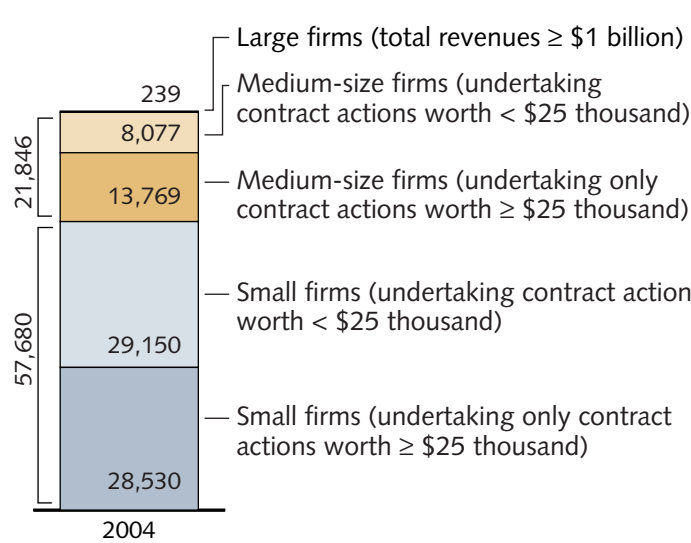 Large firms (total revenues ≥ $1 billion)
239
Medium-size firms (undertaking
contract actions worth < $25 thousand)
8,077
21,846
Medium-size firms (undertaking only
contract actions worth ≥ $25 thousand)
13,769
Small firms (undertaking contract action
worth < $25 thousand)
29,150
57,680
Small firms (undertaking only contract
actions worth ≥ $25 thousand)
28,530
2004